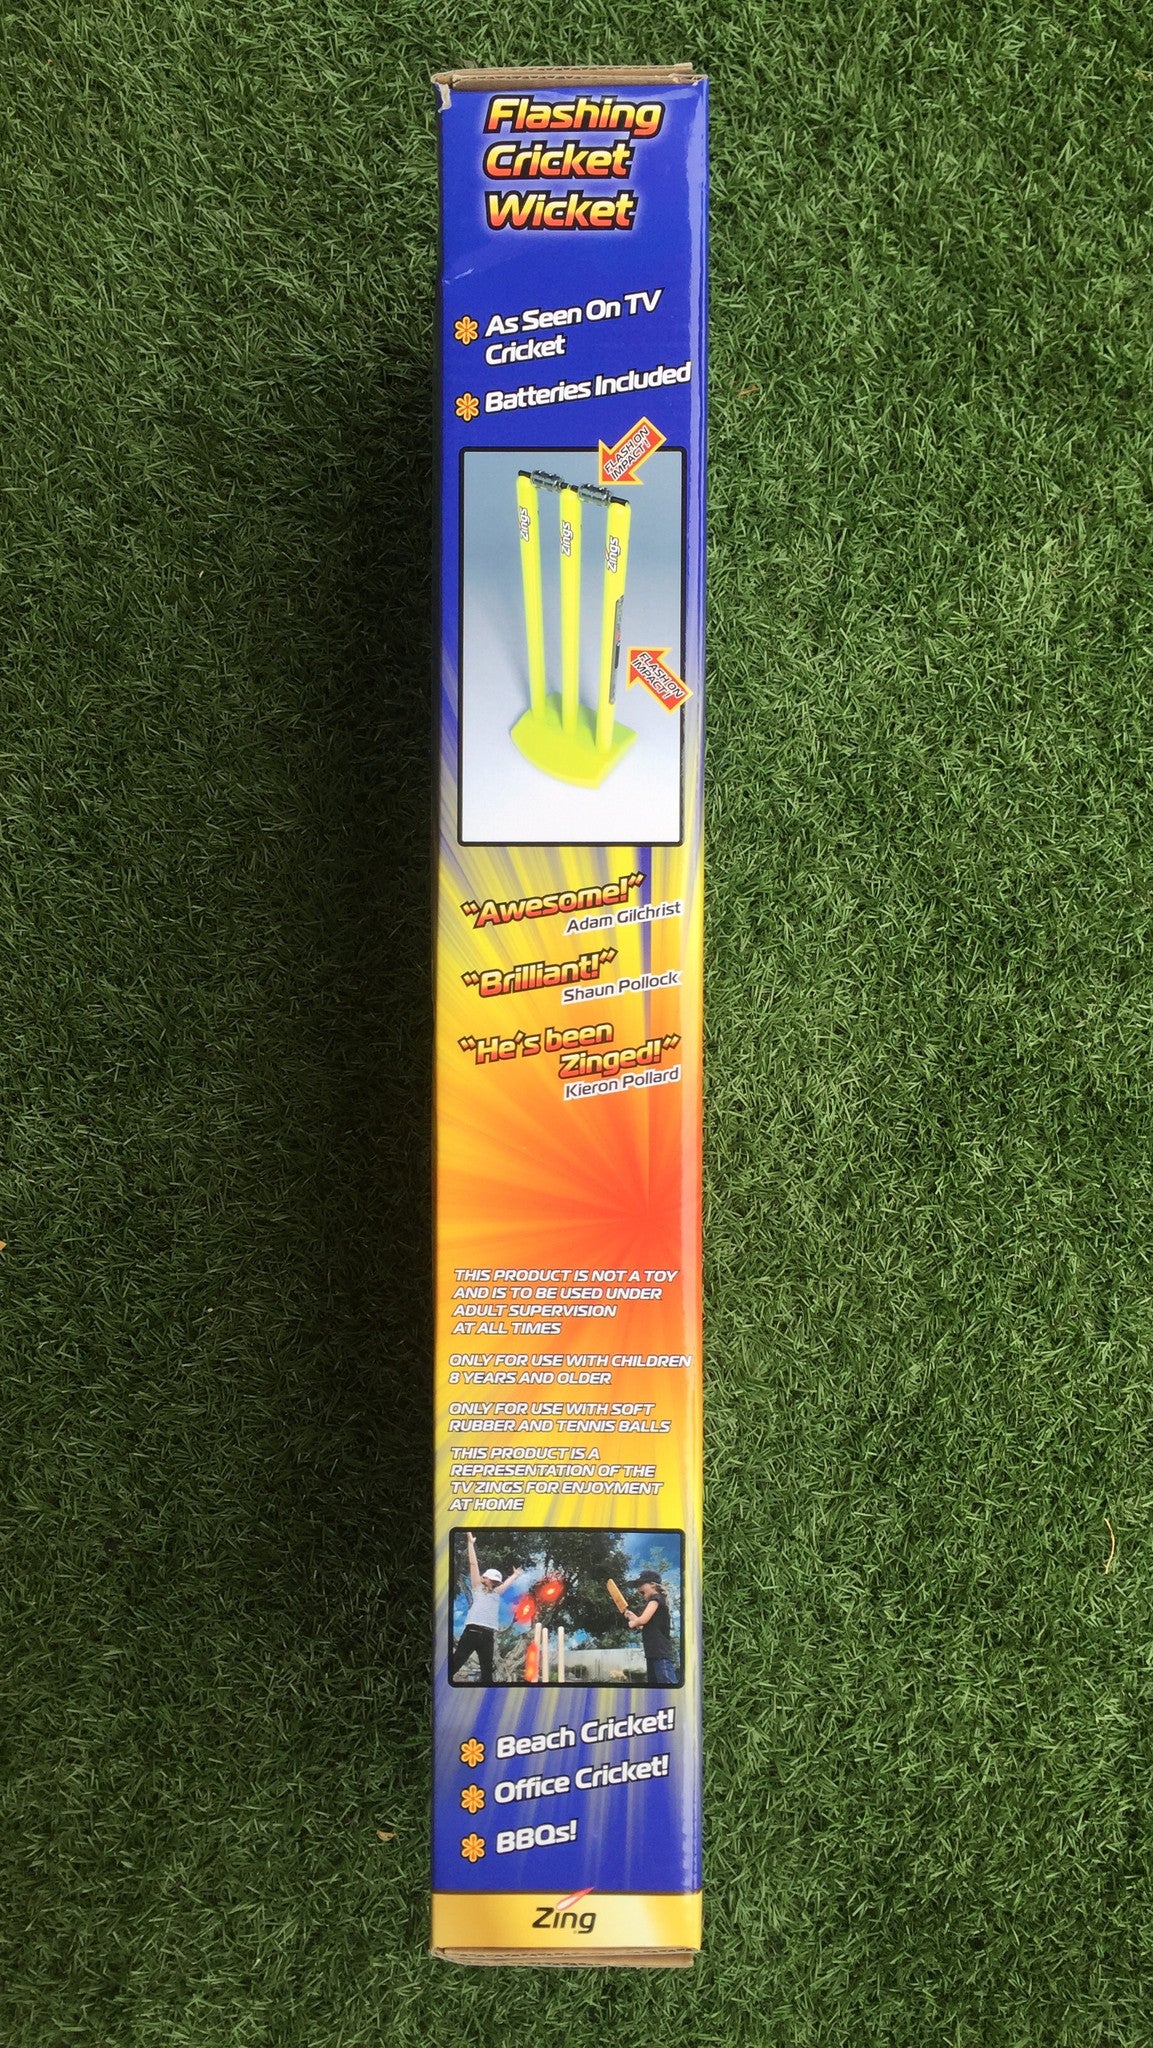 Flashing
Cricket
Wicket
As Seen On TV
Cricket
Batteries Included
FLASH ON
IMPACT!
Zings
Zings
Zings
FLASH ON
IMPACT!
"Awesome!"
Adam Gilchrist
"Brilliant!"
Shaun Pollock
"He's been
Zinged!"
Kieron Pollard
THIS PRODUCT IS NOT A TOY
AND IS TO BE USED UNDER
ADULT SUPERVISION
AT ALL TIMES
ONLY FOR USE WITH CHILDREN
8 YEARS AND OLDER
ONLY FOR USE WITH SOFT
RUBBER AND TENNIS BALLS
THIS PRODUCT IS A
REPRESENTATION OF THE
TV ZINGS FOR ENJOYMENT
AT HOME
Beach Cricket!
Office Cricket!
BBQs!
Zing